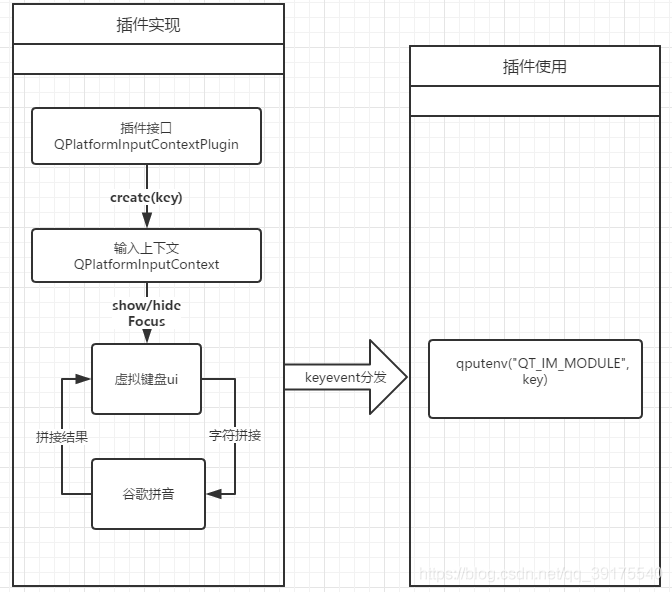 插件实现
插件接口
QPlatformInputContextPlugin
create(key)
输入上下文
QPlatformInputContext
show/hide
Focus
虚拟键盘ui
拼接结果
字符拼接
谷歌拼音
keyevent分发
插件使用
qputenv("QT_IM_MODULE",
key)
https://blog.csdn.net/qq_39175540